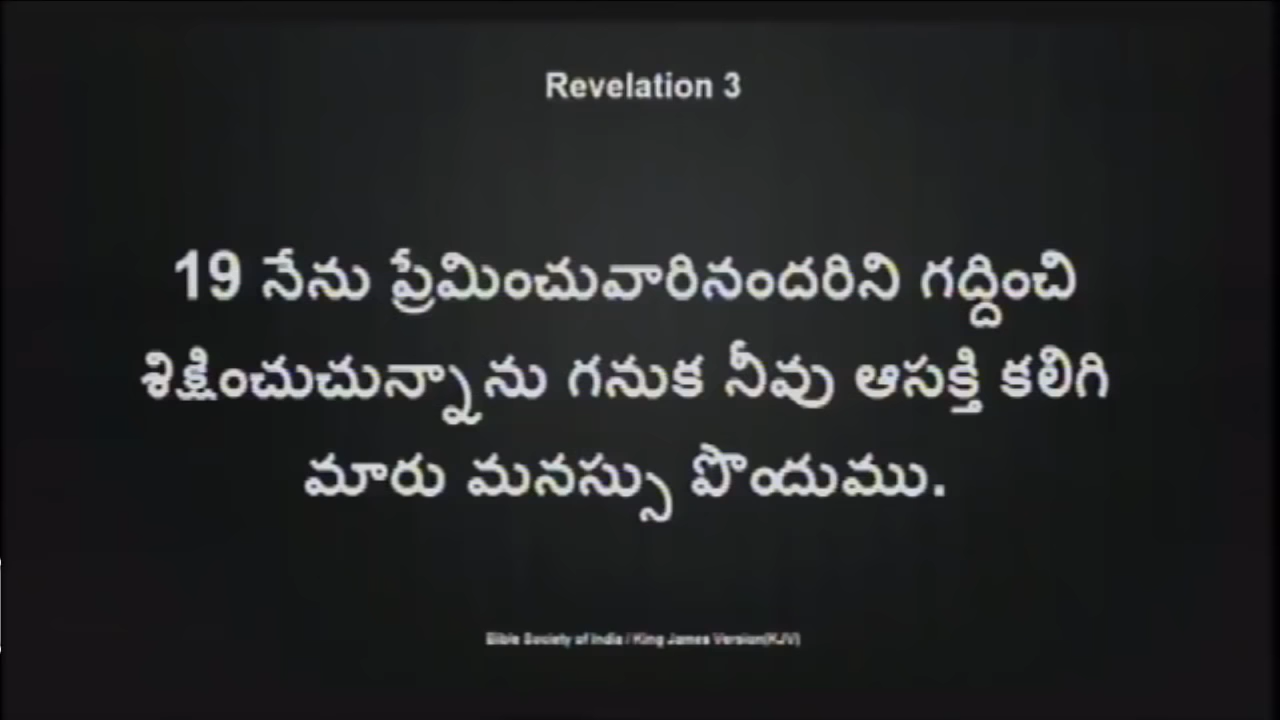 Revelation 3
19 నేను ప్రేమించువారినందరిని గద్దించి
శిక్షించుచున్నాను గనుక నీవు ఆసక్తి కలిగి
మారు మనస్సు పొందుము.
Bible Society of India / King James Version(KJV)